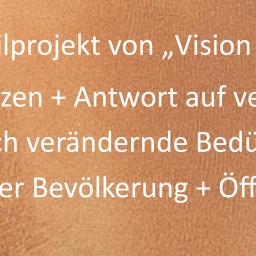 ilprojekt von „Vision
zen + Antwort auf ve
ch verändernde Bedü
er Bevölkerung + Öff